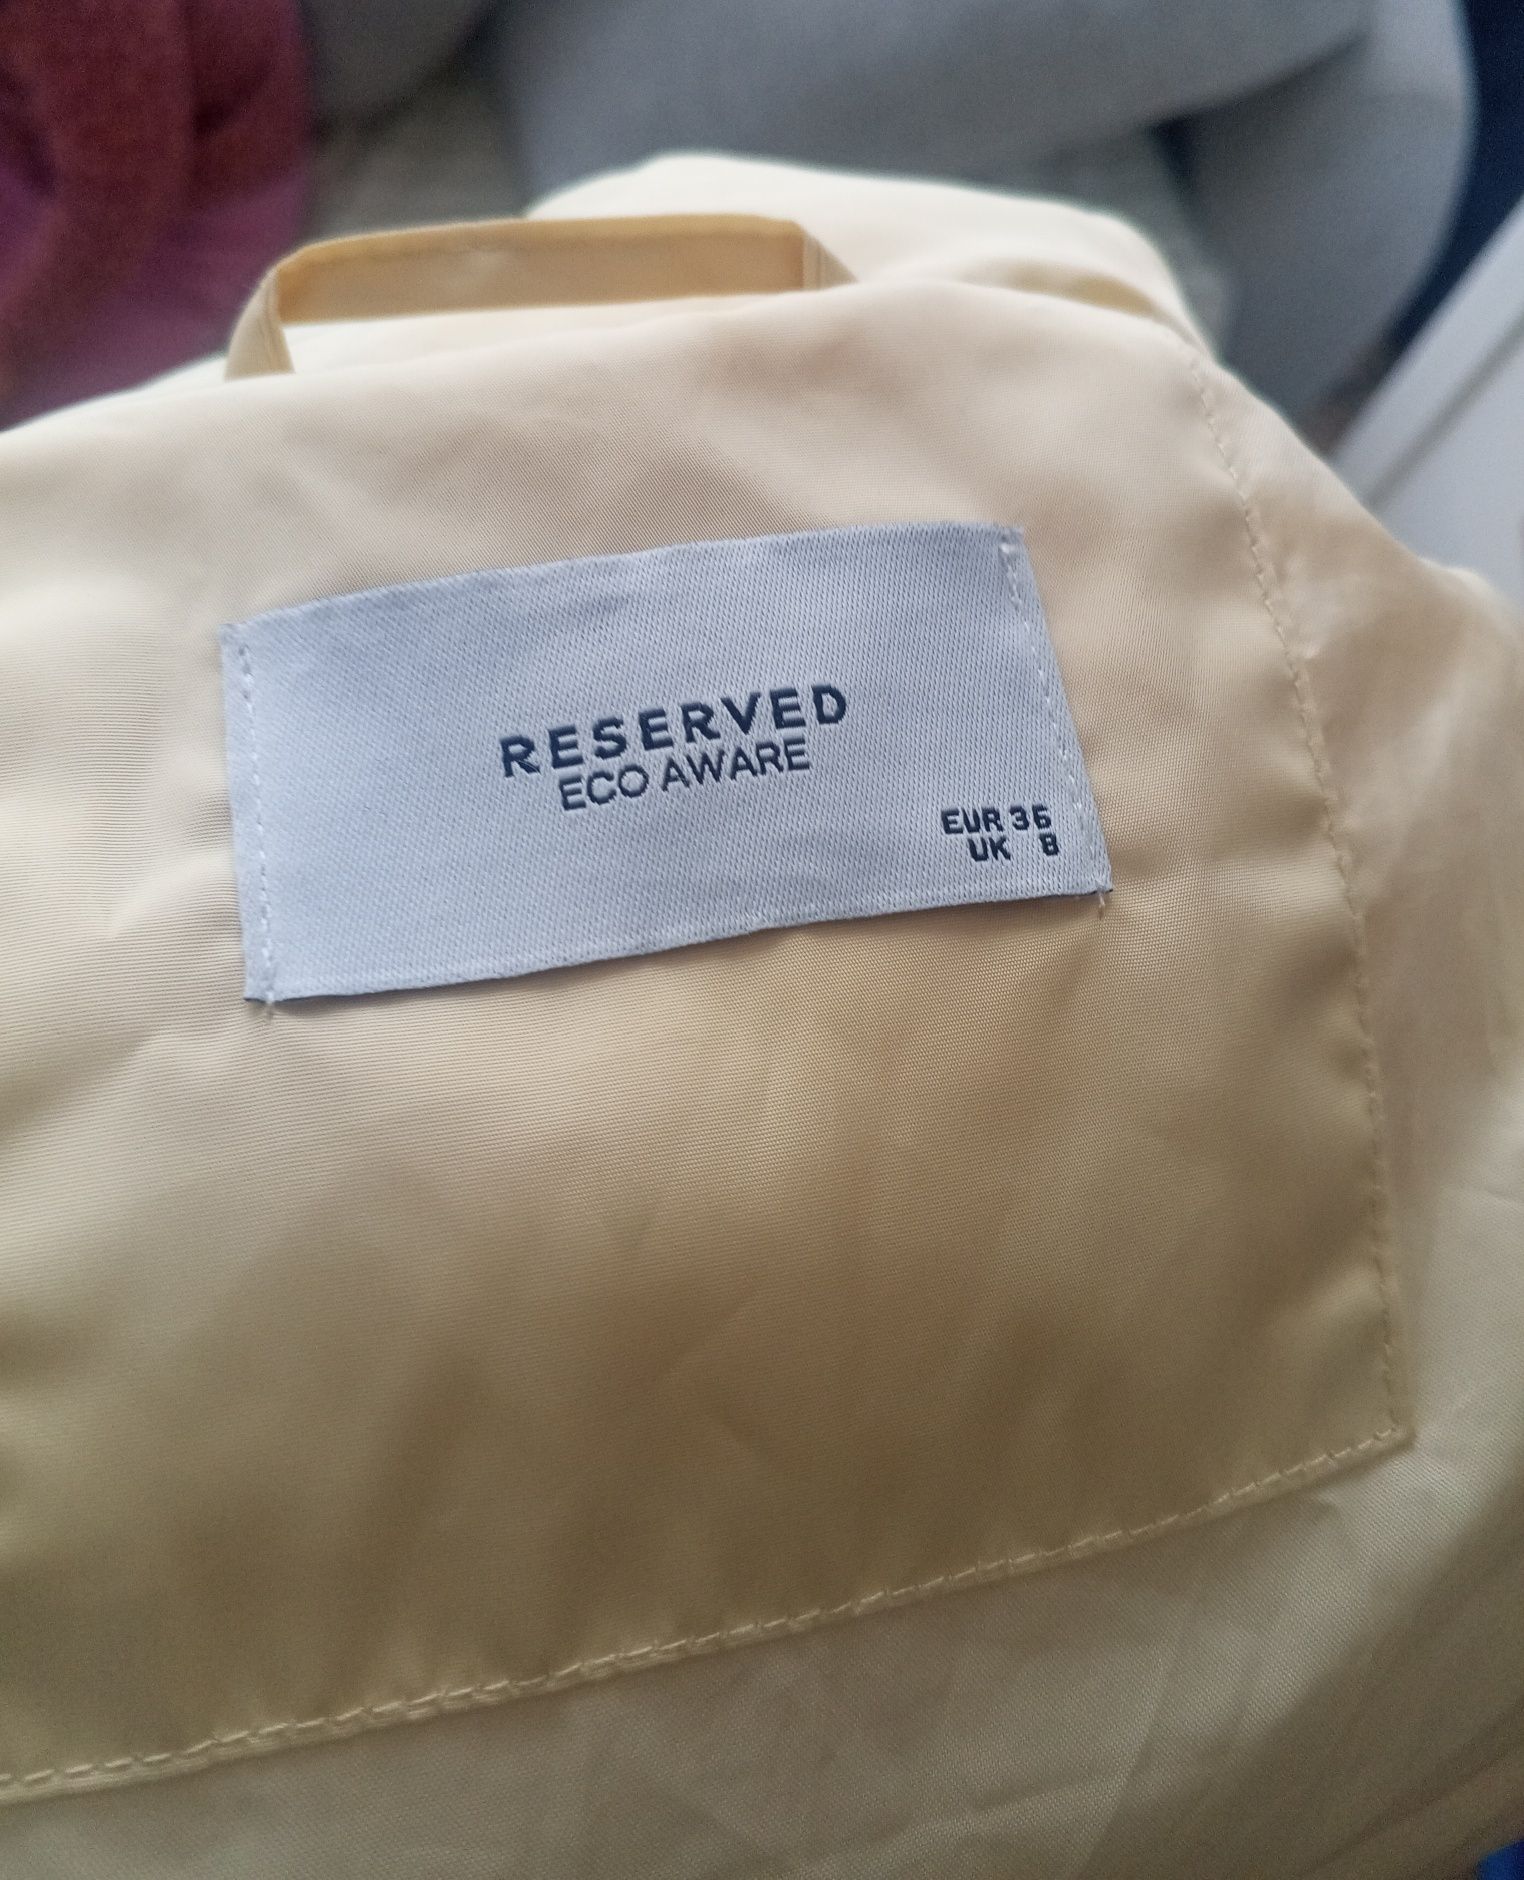 RESERVED
ECO AWARE
EUR 36
UK 8